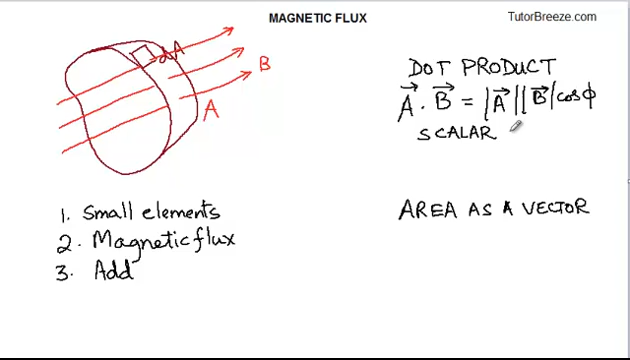 MAGNETIC FLUX
TutorBreeze.com
ΔA
B
A
DOT PRODUCT
A⃗ . B⃗ = |A⃗||B⃗|cosϕ
SCALAR
1. Small elements
2. Magnetic flux
3. Add
AREA AS A VECTOR